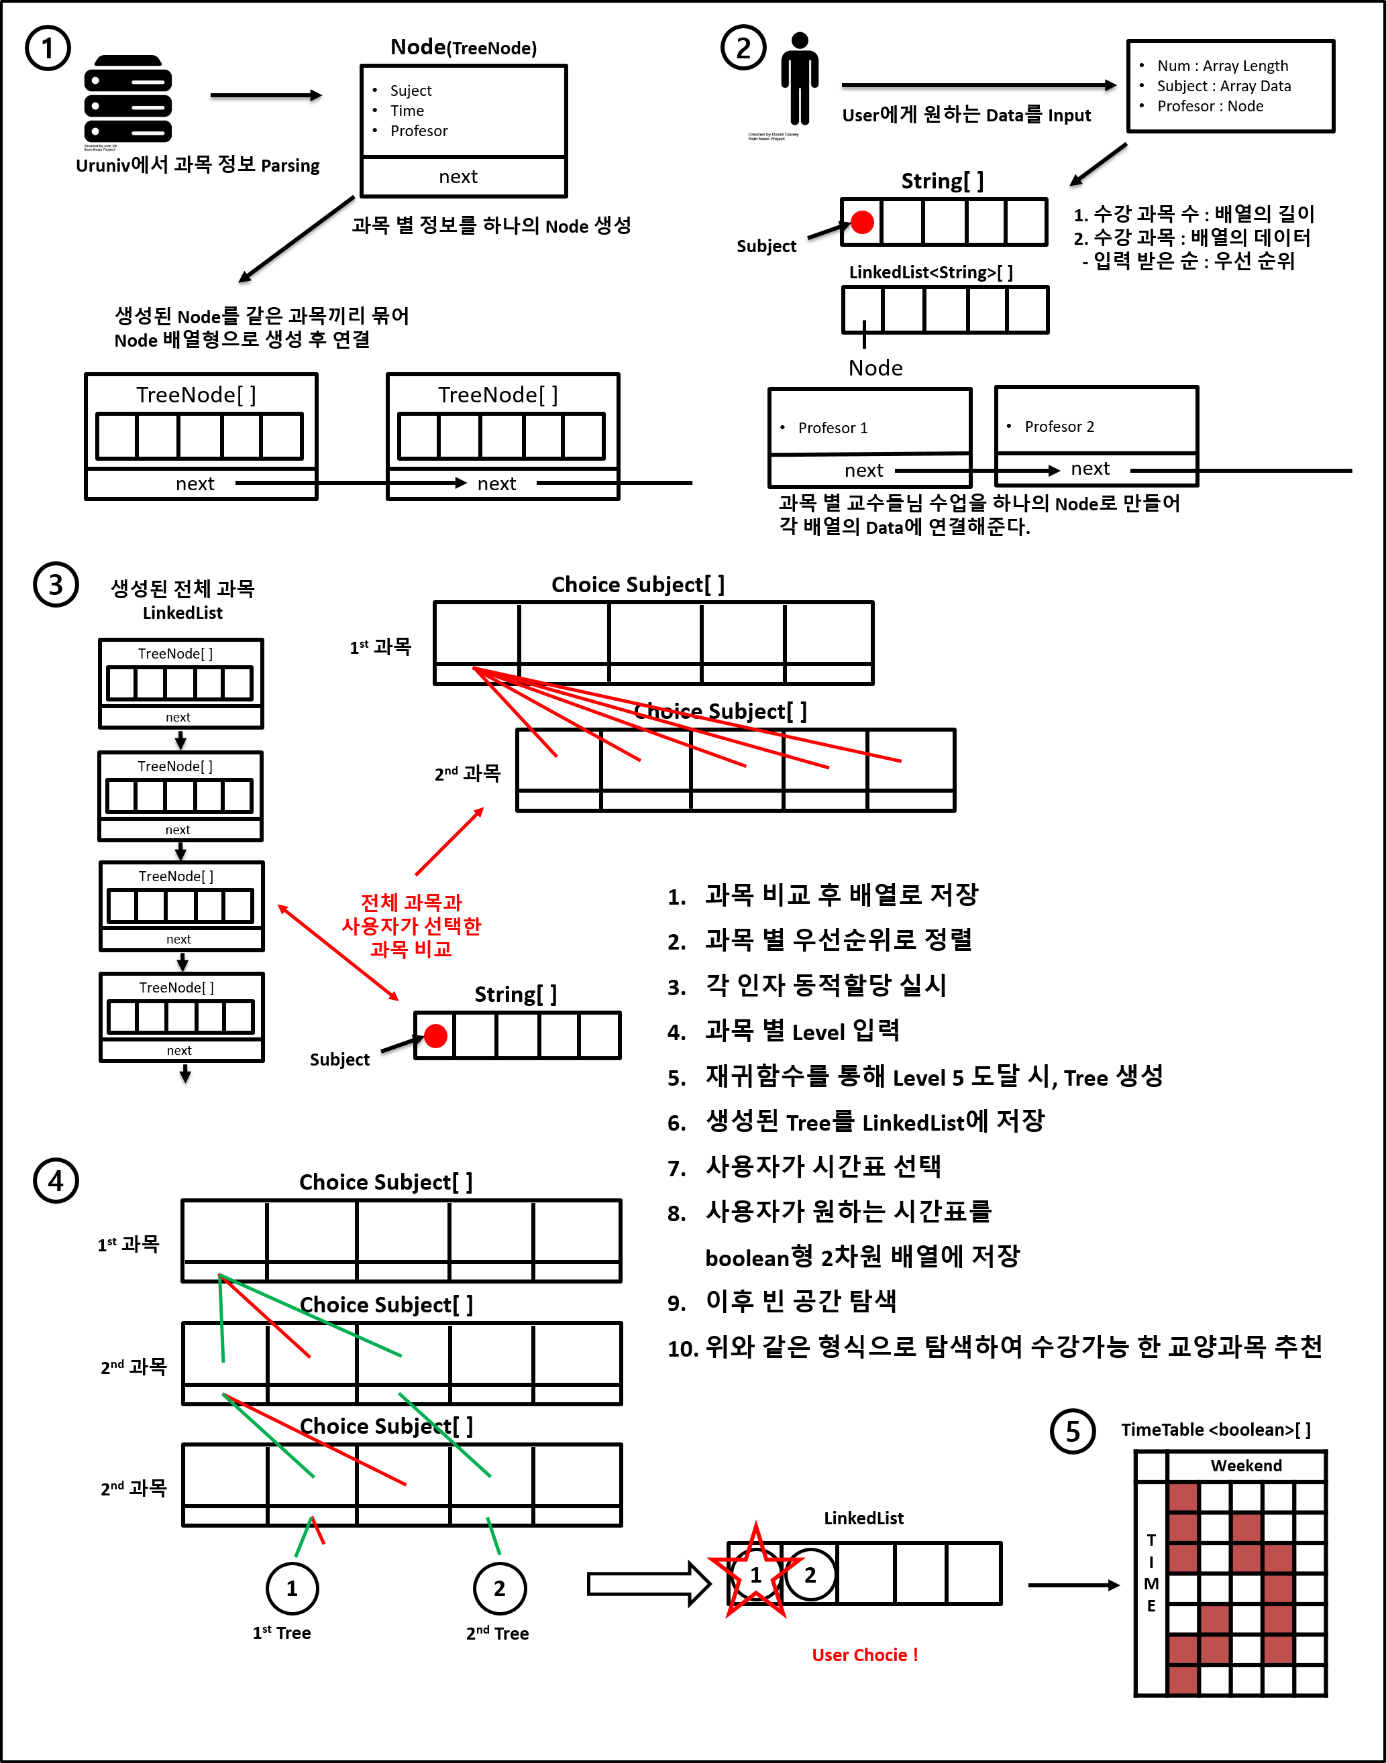 1
Node(TreeNode)
• Suject
• Time
• Profesor
next
Uruniv에서 과목 정보 Parsing
과목 별 정보를 하나의 Node 생성
생성된 Node를 같은 과목끼리 묶어
Node 배열형으로 생성 후 연결
TreeNode[ ]
next
TreeNode[ ]
next
2
Created by David Courey
from Noun Project
User에게 원하는 Data를 Input
• Num : Array Length
• Subject : Array Data
• Profesor : Node
String[ ]
Subject
1. 수강 과목 수 : 배열의 길이
2. 수강 과목 : 배열의 데이터
- 입력 받은 순 : 우선 순위
LinkedList<String>[ ]
Node
• Profesor 1
next
• Profesor 2
next
과목 별 교수들님 수업을 하나의 Node로 만들어
각 배열의 Data에 연결해준다.
3
생성된 전체 과목
LinkedList
TreeNode[ ]
next
TreeNode[ ]
next
TreeNode[ ]
next
TreeNode[ ]
next
Choice Subject[ ]
1st 과목
Choice Subject[ ]
2nd 과목
전체 과목과
사용자가 선택한
과목 비교
String[ ]
Subject
1. 과목 비교 후 배열로 저장
2. 과목 별 우선순위로 정렬
3. 각 인자 동적할당 실시
4. 과목 별 Level 입력
5. 재귀함수를 통해 Level 5 도달 시, Tree 생성
6. 생성된 Tree를 LinkedList에 저장
7. 사용자가 시간표 선택
8. 사용자가 원하는 시간표를
boolean형 2차원 배열에 저장
9. 이후 빈 공간 탐색
10. 위와 같은 형식으로 탐색하여 수강가능 한 교양과목 추천
4
Choice Subject[ ]
1st 과목
Choice Subject[ ]
2nd 과목
Choice Subject[ ]
2nd 과목
1
1st Tree
2
2nd Tree
LinkedList
1
2
User Chocie !
5
TimeTable <boolean>[ ]
Weekend
T
I
M
E